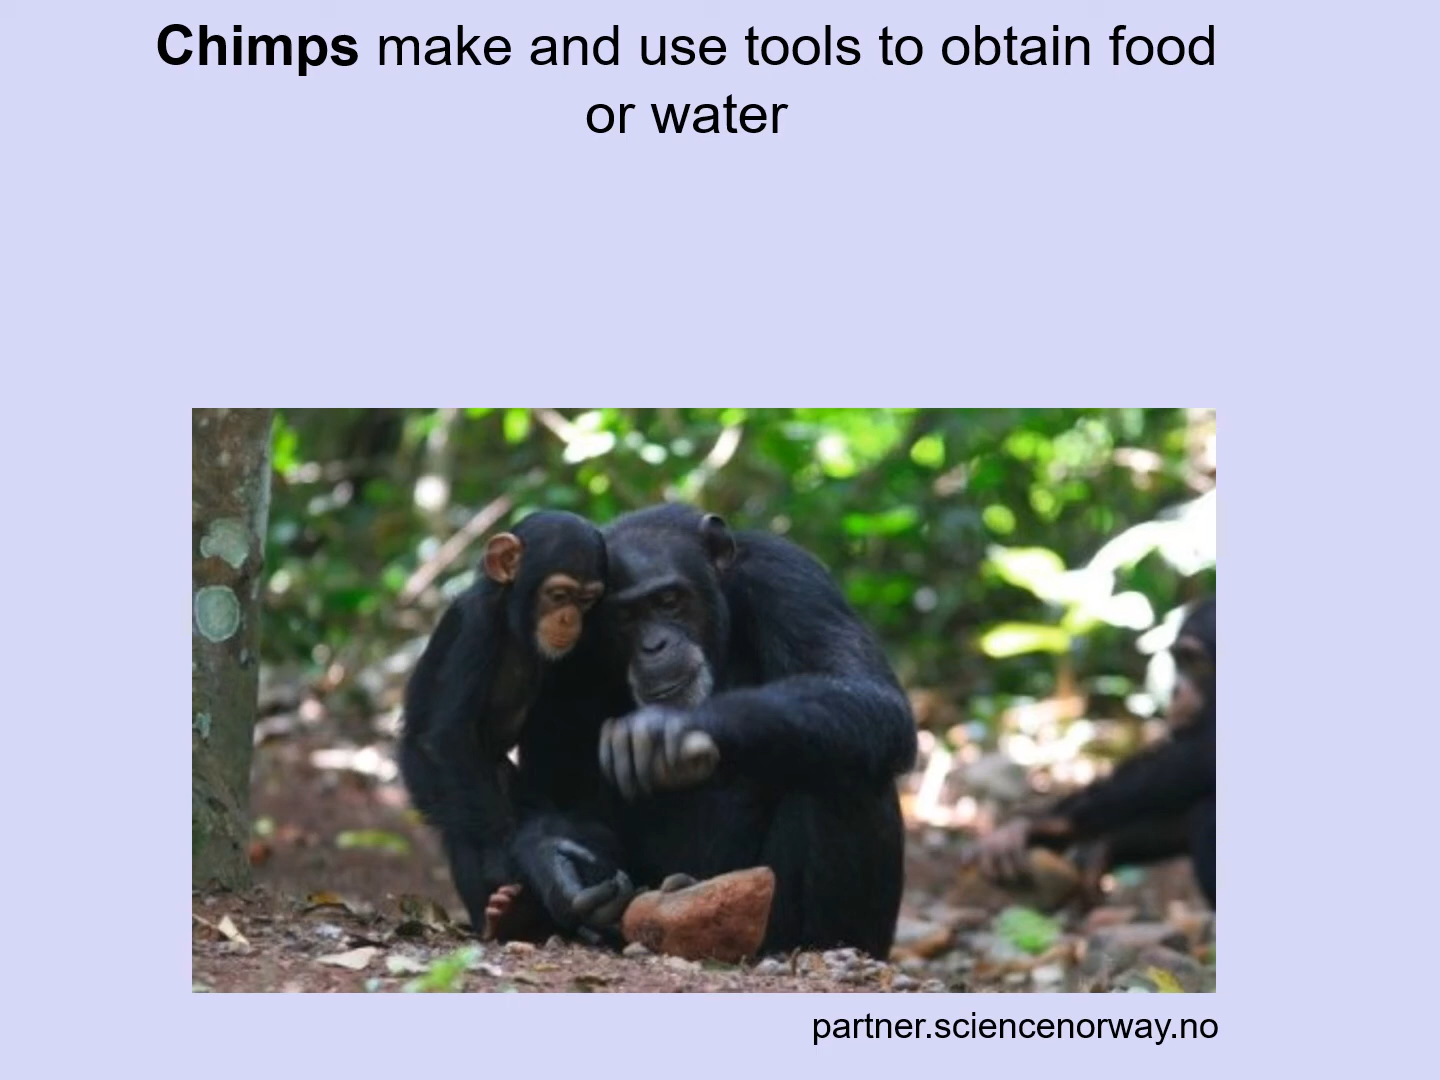 Chimps make and use tools to obtain food
or water
partner.sciencenorway.no